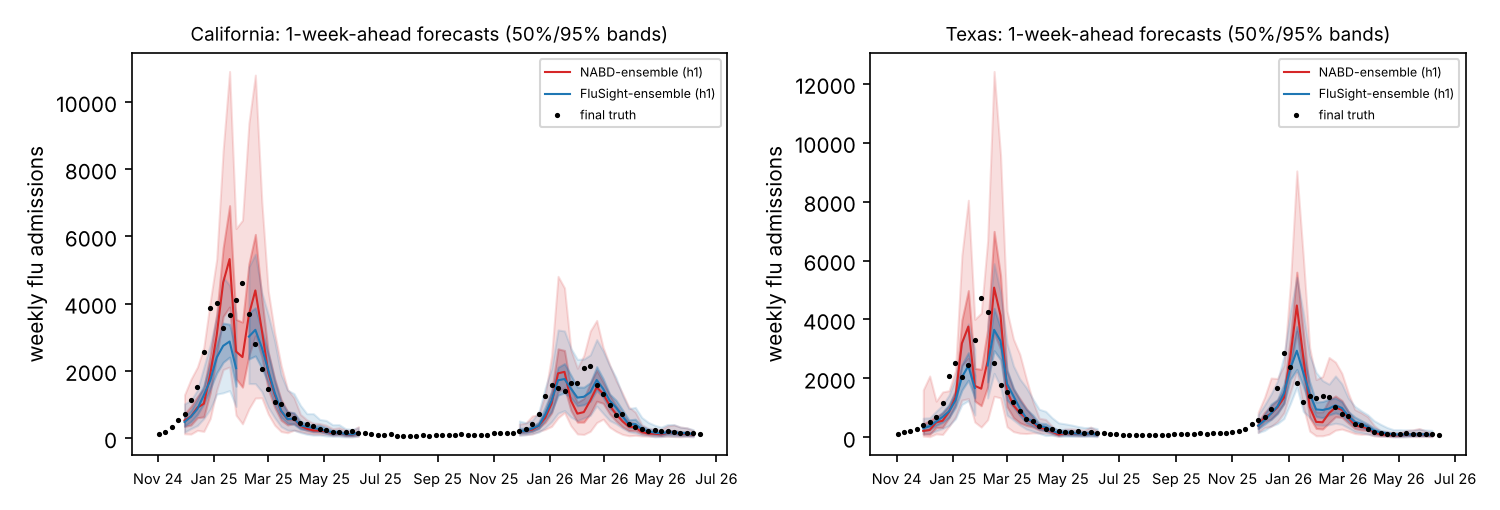 California: 1-week-ahead forecasts (50%/95% bands)
weekly flu admissions
10000
8000
6000
4000
2000
0
NABD-ensemble (h1)
FluSight-ensemble (h1)
final truth
Nov 24 Jan 25 Mar 25 May 25 Jul 25 Sep 25 Nov 25 Jan 26 Mar 26 May 26 Jul 26
Texas: 1-week-ahead forecasts (50%/95% bands)
weekly flu admissions
12000
10000
8000
6000
4000
2000
0
NABD-ensemble (h1)
FluSight-ensemble (h1)
final truth
Nov 24 Jan 25 Mar 25 May 25 Jul 25 Sep 25 Nov 25 Jan 26 Mar 26 May 26 Jul 26